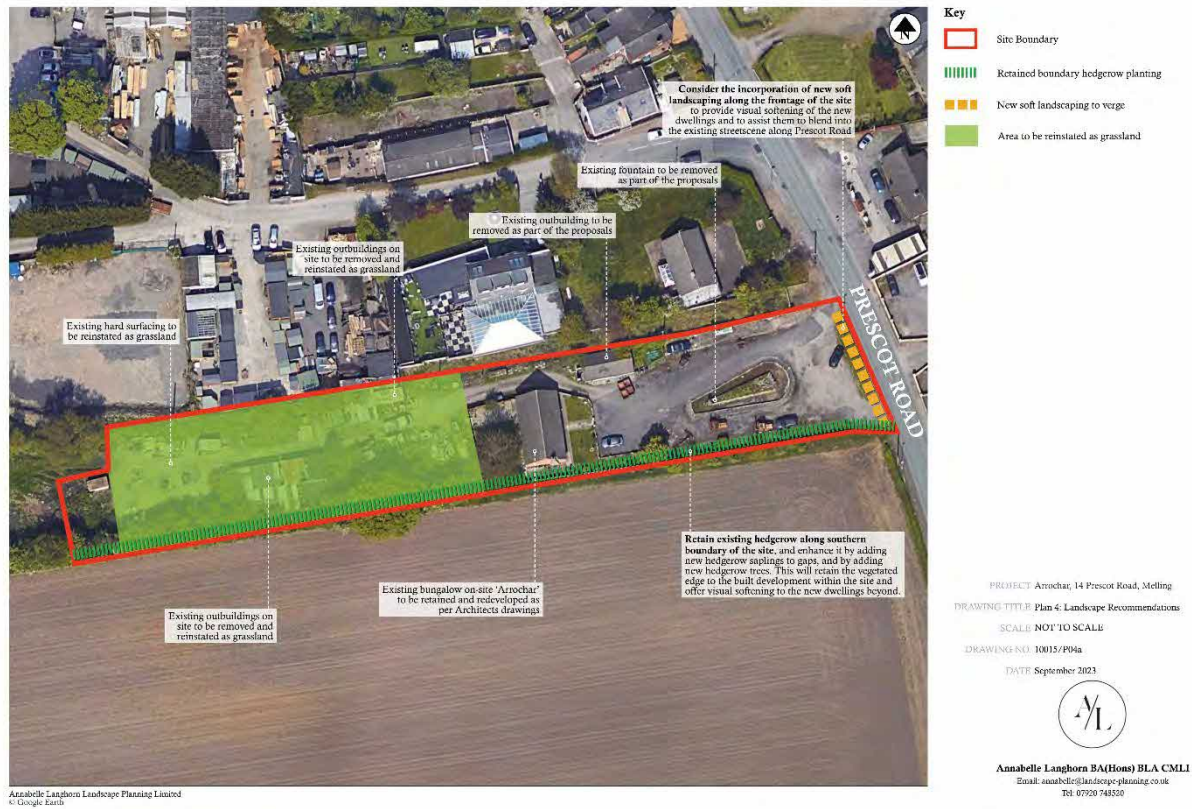 Consider the incorporation of new soft
landscaping along the frontage of the site
to provide visual softening of the new
dwellings and to assist them to blend into
the existing streetscene along Prescot Road
Existing fountain to be removed
as part of the proposals
Existing outbuilding to be
removed as part of the proposals
Existing outbuildings on
site to be removed and
reinstated as grassland
Existing hard surfacing to
be reinstated as grassland
PRESCOT ROAD
Retain existing hedgerow along southern
boundary of the site, and enhance it by adding
new hedgerow saplings to gaps, and by adding
new hedgerow trees. This will retain the vegetated
edge to the built development within the site and
offer visual softening to the new dwellings beyond.
Existing bungalow on-site 'Arrochar'
to be retained and redeveloped as
per Architects drawings
Existing outbuildings on
site to be removed and
reinstated as grassland
Annabelle Langhorn Landscape Planning Limited
© Google Earth
Key
Site Boundary
Retained boundary hedgerow planting
New soft landscaping to verge
Area to be reinstated as grassland
PROJECT Arrochar, 14 Prescot Road, Melling
DRAWING TITLE Plan 4: Landscape Recommendations
SCALE NOT TO SCALE
DRAWING NO. 10015/P04a
DATE September 2023
A/L
Annabelle Langhorn BA(Hons) BLA CMLI
Email: annabelle@landscape-planning.co.uk
Tel: 07920 748520